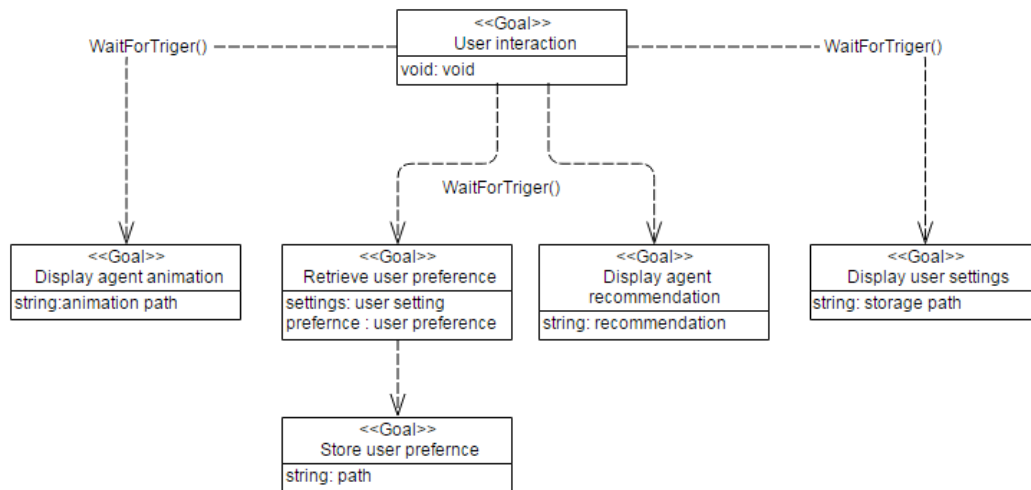 <<Goal>>
User interaction
void: void
WaitForTriger()
WaitForTriger()
WaitForTriger()
<<Goal>>
Display agent animation
string:animation path
<<Goal>>
Retrieve user preference
settings: user setting
prefernce : user preference
<<Goal>>
Display agent
recommendation
string: recommendation
<<Goal>>
Display user settings
string: storage path
<<Goal>>
Store user prefernce
string: path